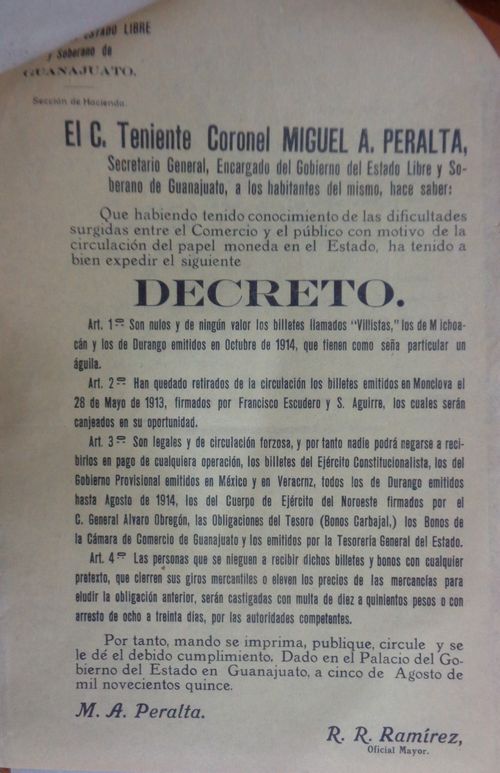 ESTADO LIBRE
y Soberano de
GUANAJUATO.
Sección de Hacienda.
El C. Teniente Coronel MIGUEL A. PERALTA,
Secretario General, Encargado del Gobierno del Estado Libre y So-
berano de Guanajuato, a los habitantes del mismo, hace saber:
Que habiendo tenido conocimiento de las dificultades
surgidas entre el Comercio y el público con motivo de la
circulación del papel moneda en el Estado, ha tenido a
bien expedir el siguiente
DECRETO.
Art. 1º Son nulos y de ningún valor los billetes llamados "Villistas," los de Michoa-
cán y los de Durango emitidos en Octubre de 1914, que tienen como seña particular un
águila.
Art. 2º Han quedado retirados de la circulación los billetes emitidos en Monclova el
28 de Mayo de 1913, firmados por Francisco Escudero y S. Aguirre, los cuales serán
canjeados en su oportunidad.
Art. 3º Son legales y de circulación forzosa, y por tanto nadie podrá negarse a reci-
birlos en pago de cualquiera operación, los billetes del Ejército Constitucionalista, los del
Gobierno Provisional emitidos en México y en Veracrnz, todos los de Durango emitidos
hasta Agosto de 1914, los del Cuerpo de Ejército del Noroeste firmados por el
C. General Alvaro Obregón, las Obligaciones del Tesoro (Bonos Carbajal,) los Bonos de
la Cámara de Comercio de Guanajuato y los emitidos por la Tesorería General del Estado.
Art. 4º Las personas que se nieguen a recibir dichos billetes y bonos con cualquier
pretexto, que cierren sus giros mercantiles o eleven los precios de las mercancías para
eludir la obligación anterior, serán castigadas con multa de diez a quinientos pesos o con
arresto de ocho a treinta días, por las autoridades competentes.
Por tanto, mando se imprima, publique, circule y se
le dé el debido cumplimiento. Dado en el Palacio del Go-
bierno del Estado en Guanajuato, a cinco de Agosto de
mil novecientos quince.
M. A. Peralta.
R. R. Ramírez,
Oficial Mayor.